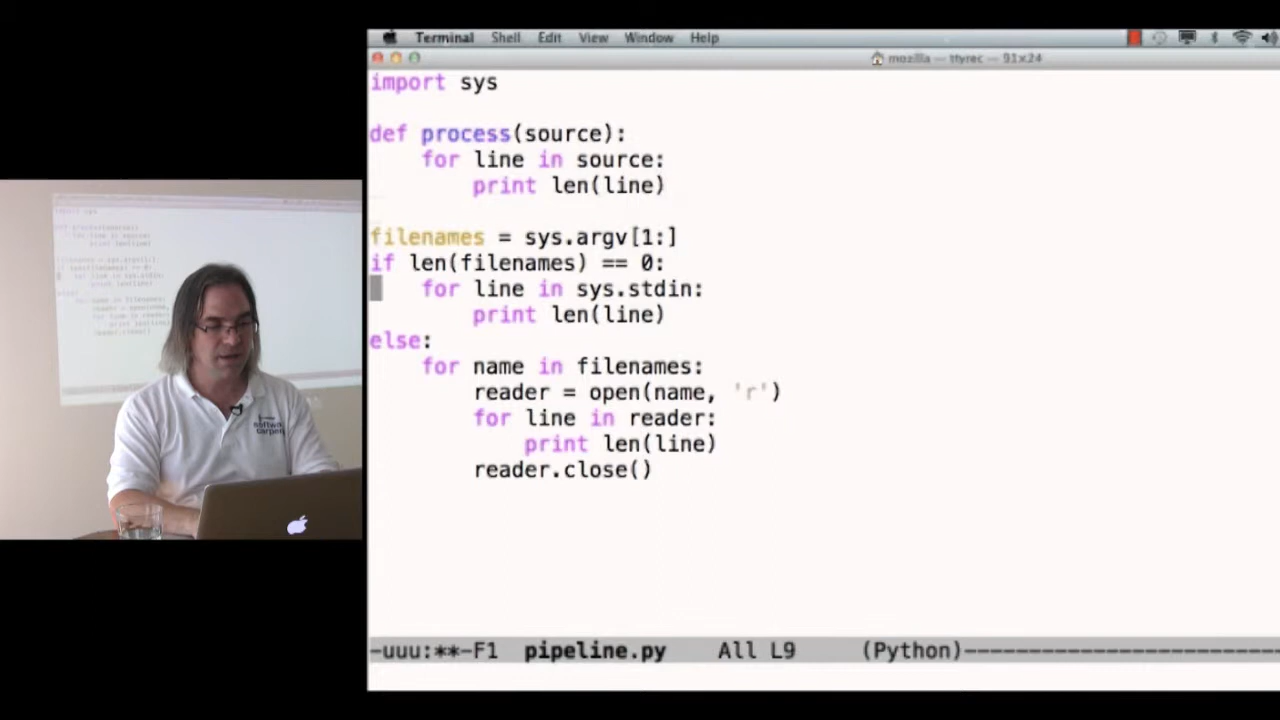 Terminal Shell Edit View Window Help
mozilla — ttyrec — 91×24
import sys
def process(source):
for line in source:
print len(line)
filenames = sys.argv[1:]
if len(filenames) == 0:
for line in sys.stdin:
print len(line)
else:
for name in filenames:
reader = open(name, 'r')
for line in reader:
print len(line)
reader.close()
-uuu:**-F1 pipeline.py All L9 (Python)------------------------